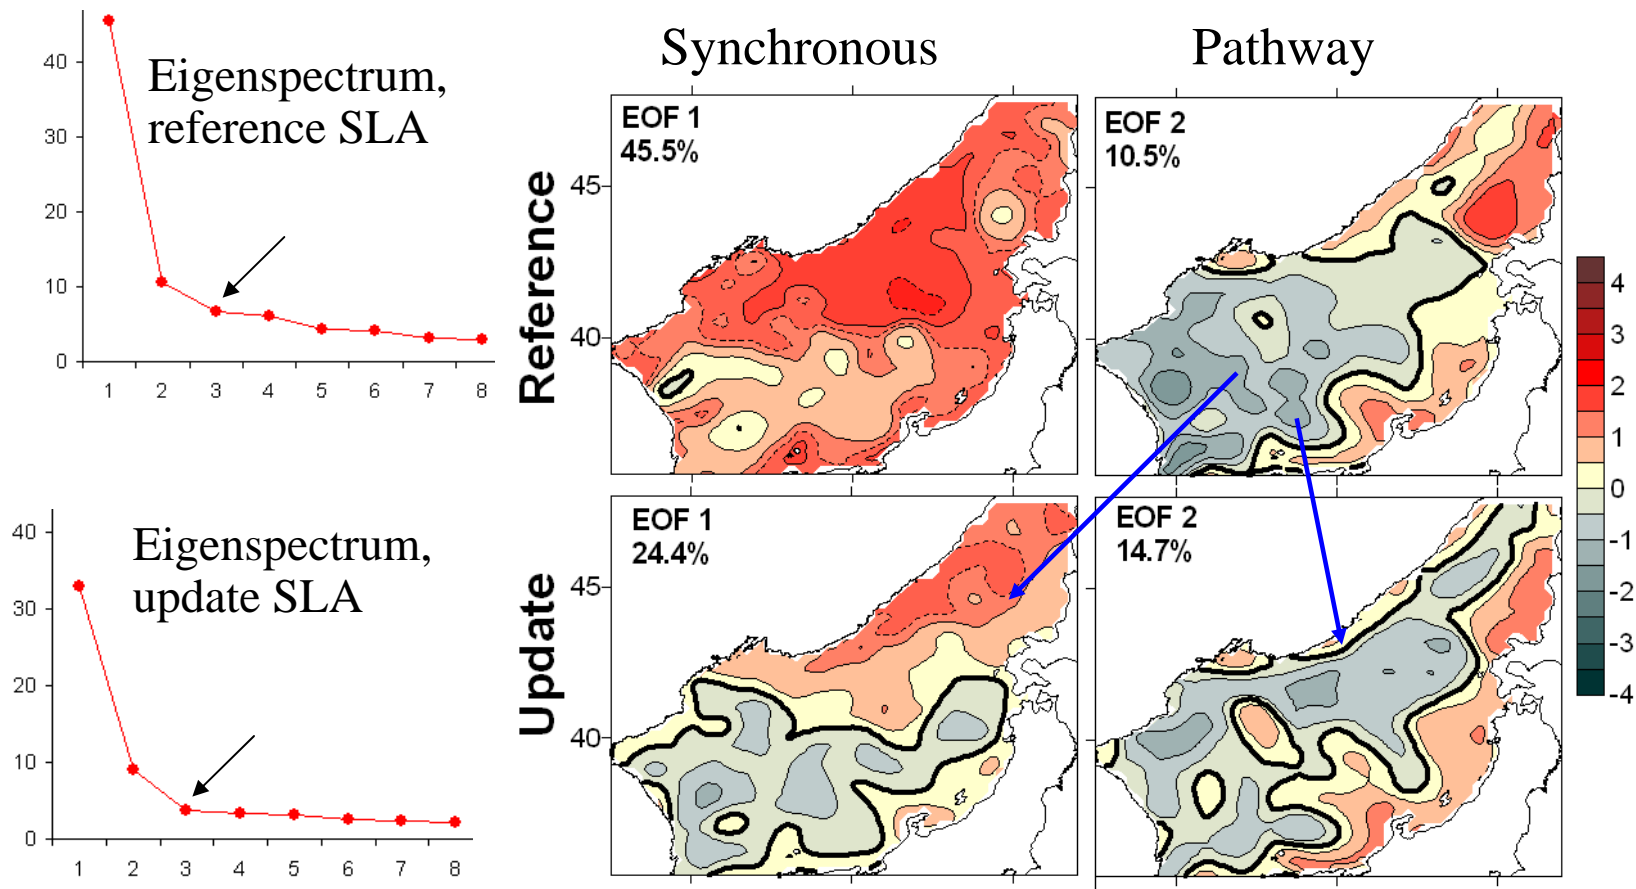 Eigenspectrum,
reference SLA
40
30
20
10
0
1 2 3 4 5 6 7 8
Synchronous
Pathway
Reference
EOF 1
45.5%
45
40
EOF 2
10.5%
4
3
2
1
0
-1
-2
-3
-4
Eigenspectrum,
update SLA
40
30
20
10
0
1 2 3 4 5 6 7 8
Update
EOF 1
24.4%
45
40
EOF 2
14.7%